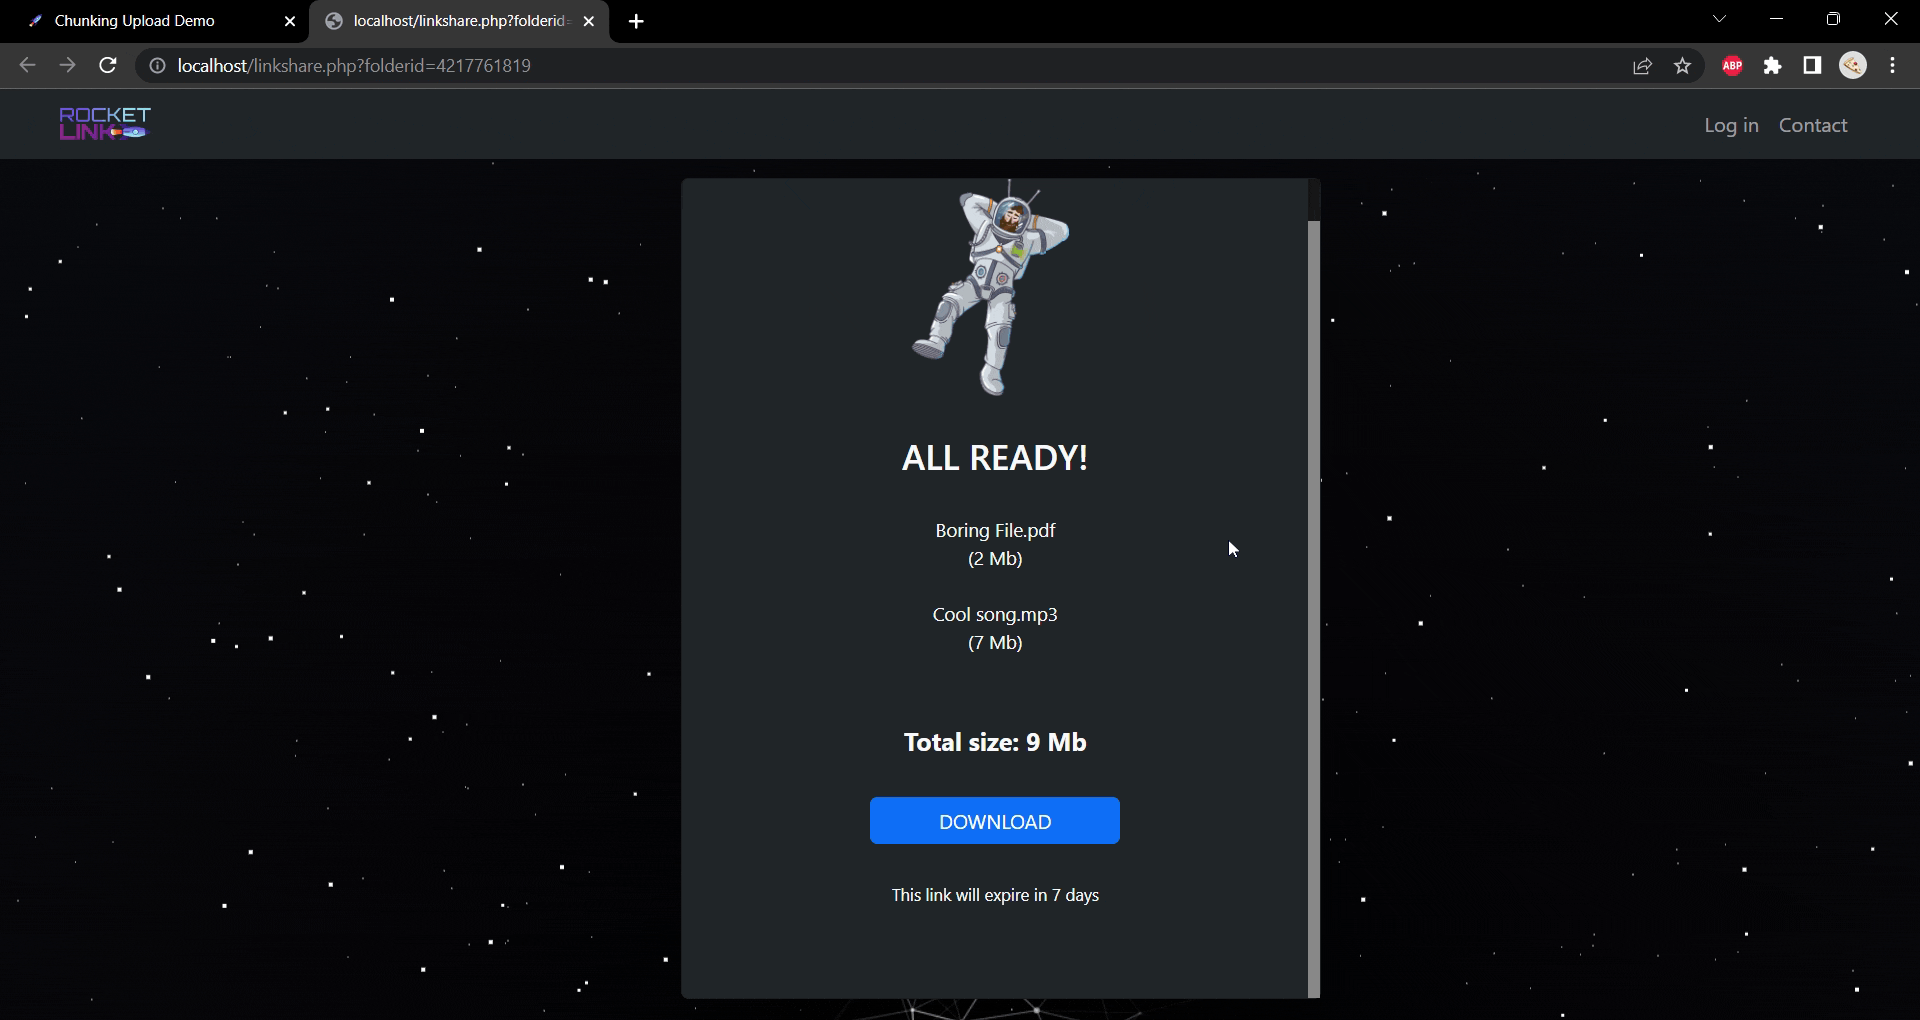 Chunking Upload Demo
localhost/linkshare.php?folderid=
localhost/linkshare.php?folderid=4217761819
ABP
ROCKET
LINK
Log in
Contact
ALL READY!
Boring File.pdf
(2 Mb)
Cool song.mp3
(7 Mb)
Total size: 9 Mb
DOWNLOAD
This link will expire in 7 days